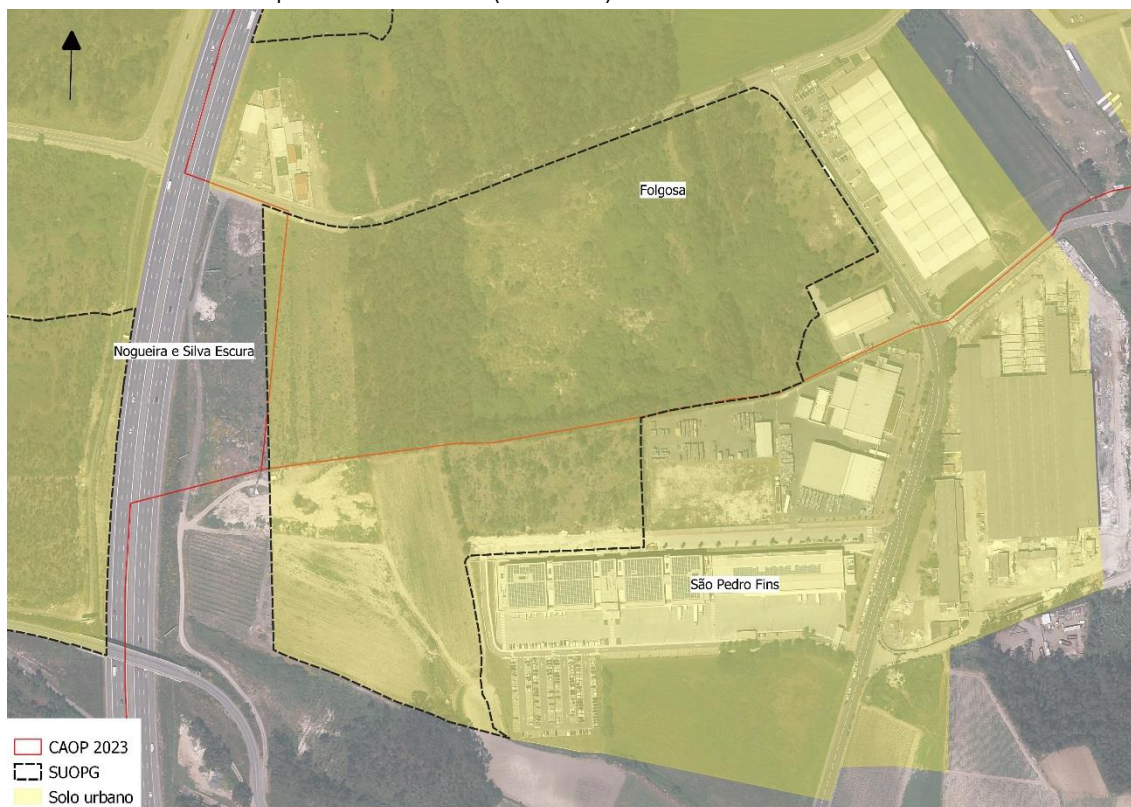 Folgosa
Nogueira e Silva Escura
São Pedro Fins
CAOP 2023
SUOPG
Solo urbano